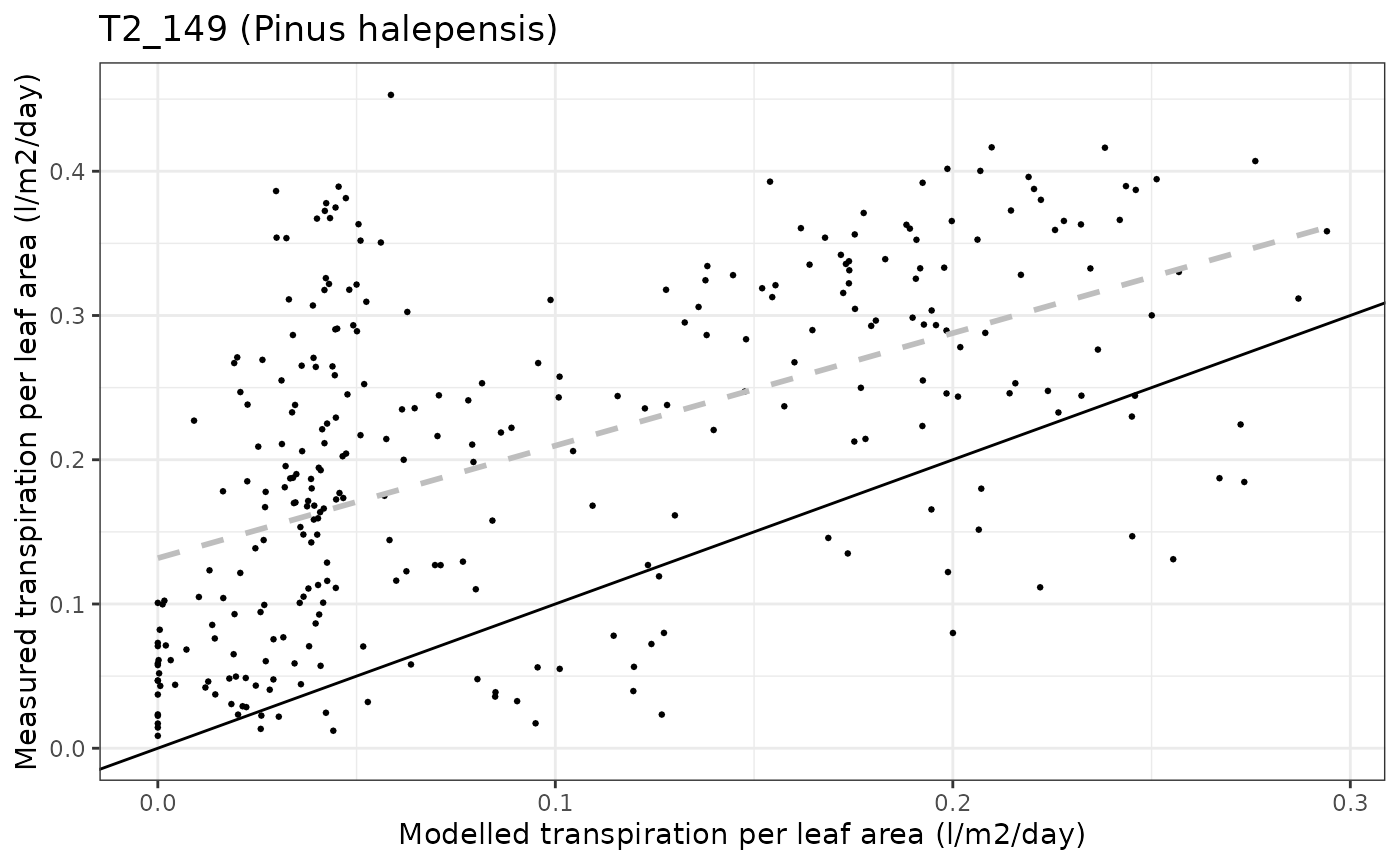 T2_149 (Pinus halepensis)
Measured transpiration per leaf area (l/m2/day)
0.4
0.3
0.2
0.1
0.0
0.0 0.1 0.2 0.3
Modelled transpiration per leaf area (l/m2/day)